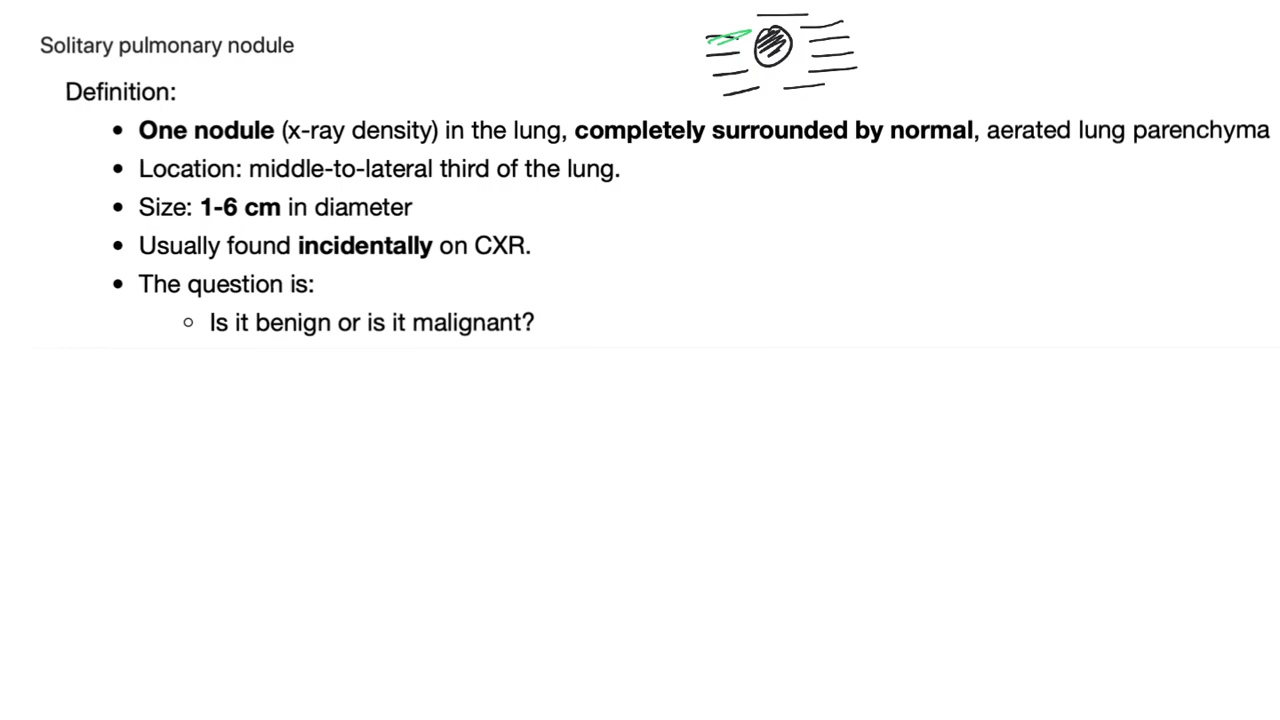 Solitary pulmonary nodule
Definition:
• One nodule (x-ray density) in the lung, completely surrounded by normal, aerated lung parenchyma
• Location: middle-to-lateral third of the lung.
• Size: 1-6 cm in diameter
• Usually found incidentally on CXR.
• The question is:
◦ Is it benign or is it malignant?